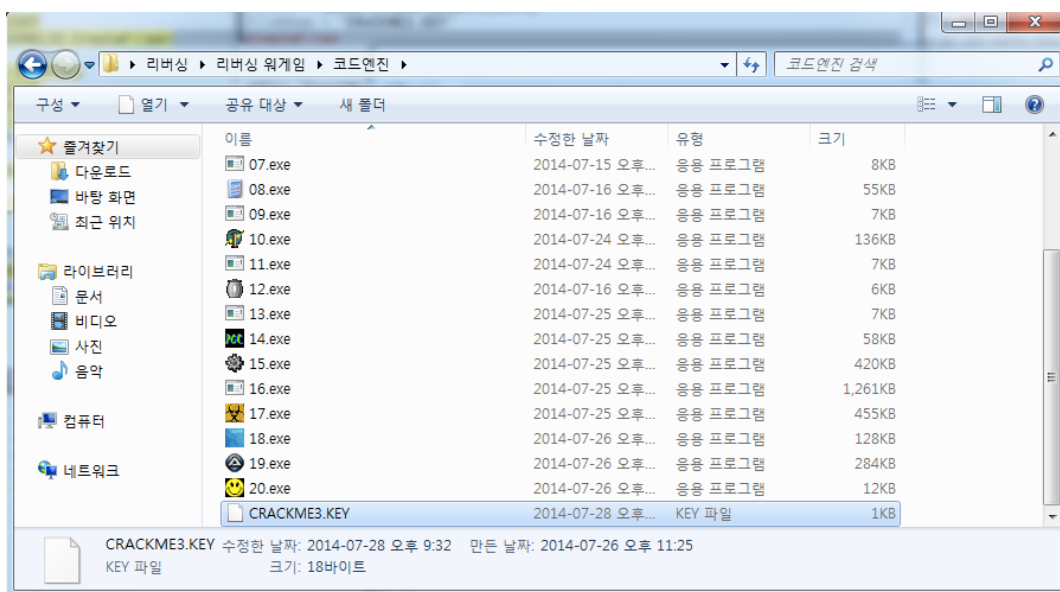 리버싱 ▸ 리버싱 워게임 ▸ 코드엔진 ▸ 코드엔진 검색
구성 열기 공유 대상 새 폴더
이름 수정한 날짜 유형 크기
즐겨찾기
다운로드
바탕 화면
최근 위치
라이브러리
문서
비디오
사진
음악
컴퓨터
네트워크
07.exe 2014-07-15 오후... 응용 프로그램 8KB
08.exe 2014-07-16 오후... 응용 프로그램 55KB
09.exe 2014-07-16 오후... 응용 프로그램 7KB
10.exe 2014-07-24 오후... 응용 프로그램 136KB
11.exe 2014-07-24 오후... 응용 프로그램 7KB
12.exe 2014-07-16 오후... 응용 프로그램 6KB
13.exe 2014-07-25 오후... 응용 프로그램 7KB
14.exe 2014-07-25 오후... 응용 프로그램 58KB
15.exe 2014-07-25 오후... 응용 프로그램 420KB
16.exe 2014-07-25 오후... 응용 프로그램 1,261KB
17.exe 2014-07-25 오후... 응용 프로그램 455KB
18.exe 2014-07-26 오후... 응용 프로그램 128KB
19.exe 2014-07-26 오후... 응용 프로그램 284KB
20.exe 2014-07-26 오후... 응용 프로그램 12KB
CRACKME3.KEY 2014-07-28 오후... KEY 파일 1KB
CRACKME3.KEY 수정한 날짜: 2014-07-28 오후 9:32 만든 날짜: 2014-07-26 오후 11:25
KEY 파일 크기: 18바이트